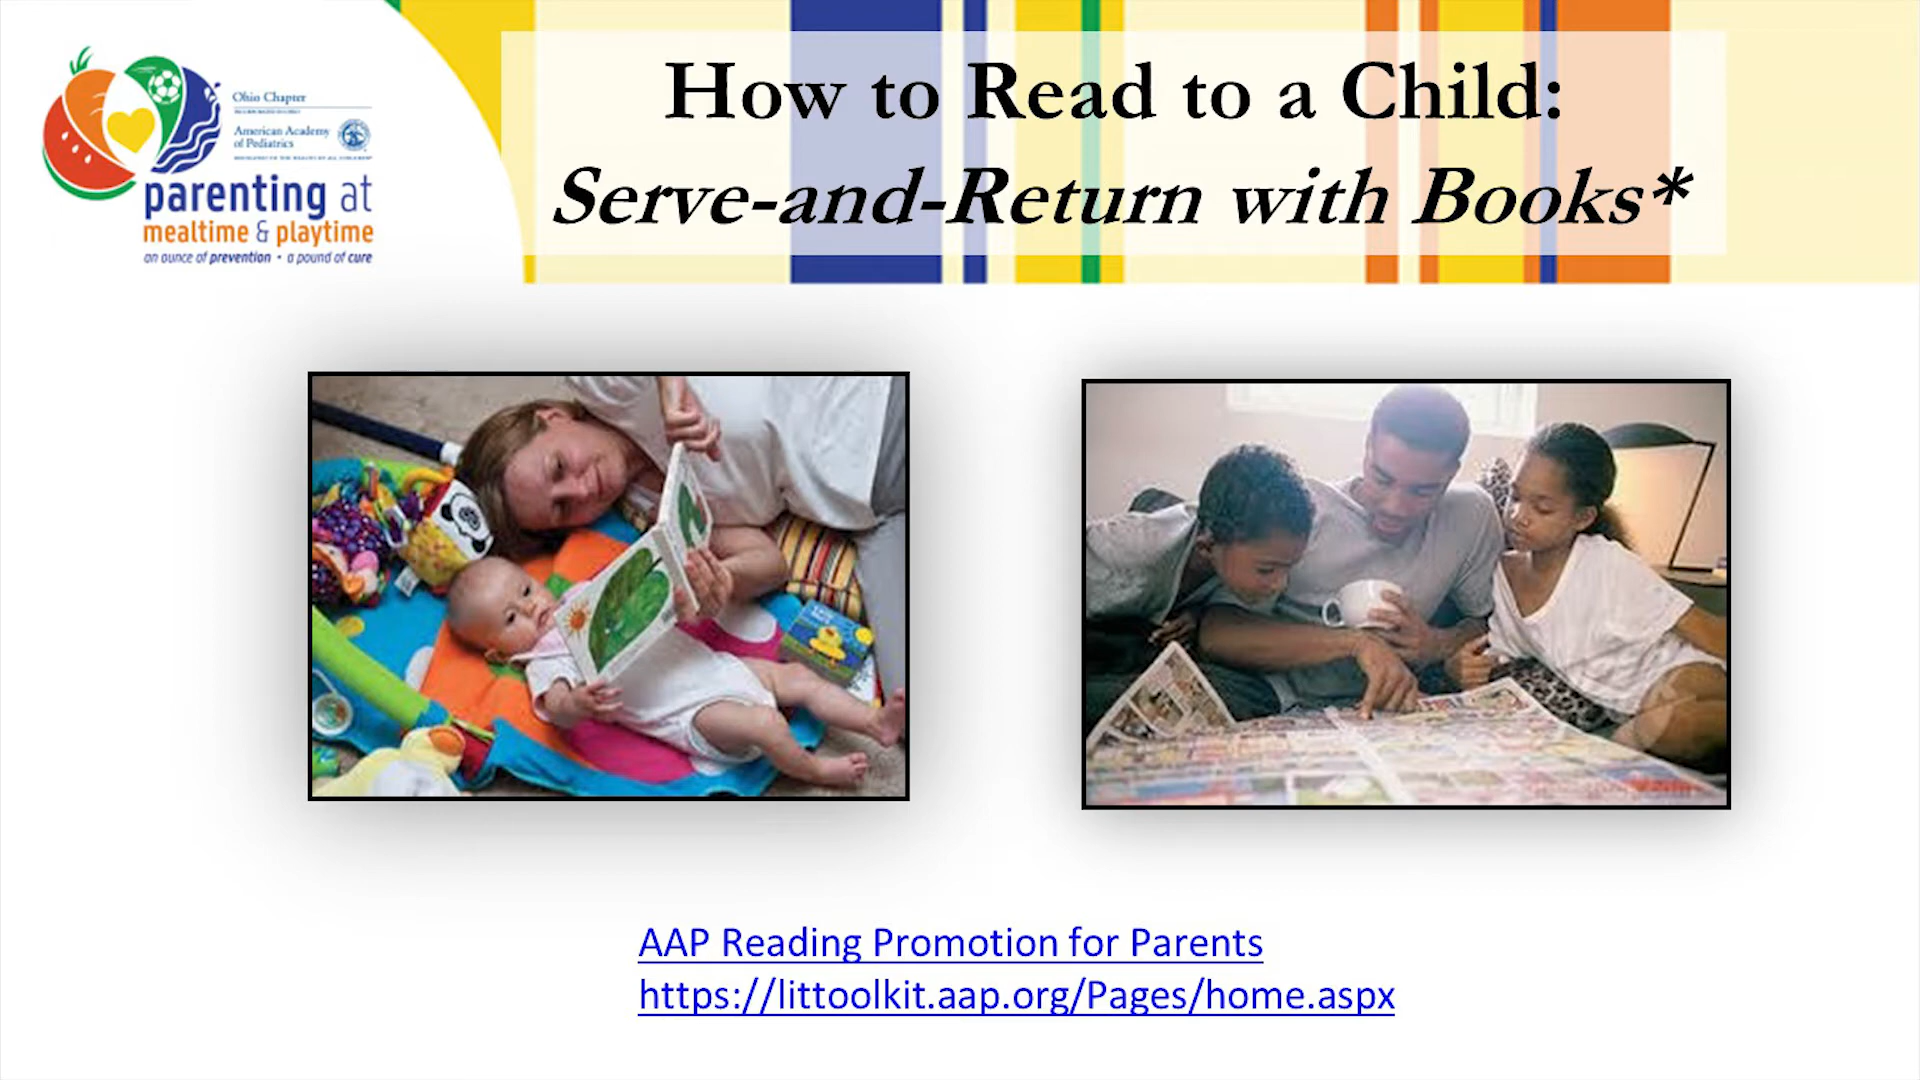 How to Read to a Child:
Serve-and-Return with Books*
Ohio Chapter
American Academy
of Pediatrics
parenting at
mealtime & playtime
an ounce of prevention • a pound of cure
AAP Reading Promotion for Parents
https://littoolkit.aap.org/Pages/home.aspx